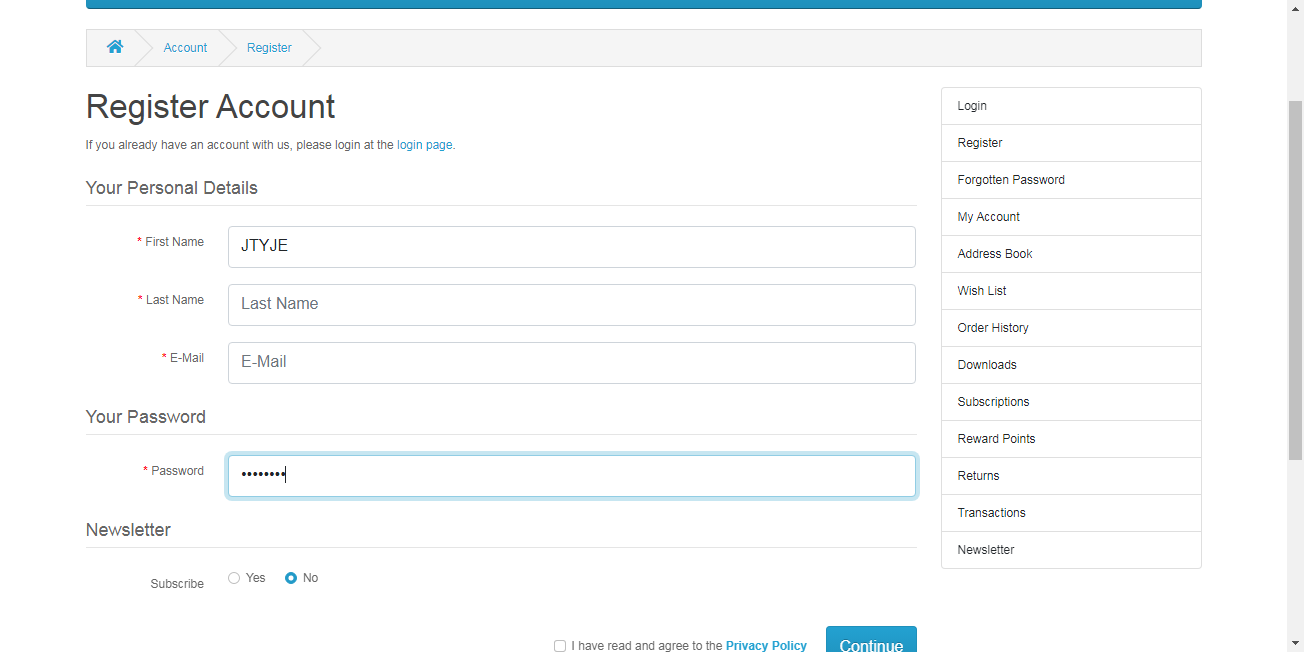 Account
Register
Register Account
If you already have an account with us, please login at the login page.
Your Personal Details
* First Name
JTYJE
* Last Name
Last Name
* E-Mail
E-Mail
Your Password
* Password
••••••••
Newsletter
Subscribe
Yes
No
I have read and agree to the Privacy Policy
Continue
Login
Register
Forgotten Password
My Account
Address Book
Wish List
Order History
Downloads
Subscriptions
Reward Points
Returns
Transactions
Newsletter